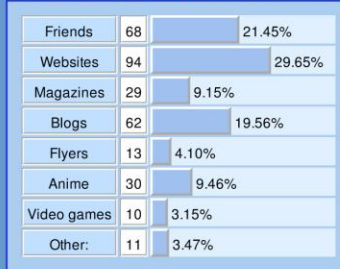 Friends 68 21.45%
Websites 94 29.65%
Magazines 29 9.15%
Blogs 62 19.56%
Flyers 13 4.10%
Anime 30 9.46%
Video games 10 3.15%
Other: 11 3.47%